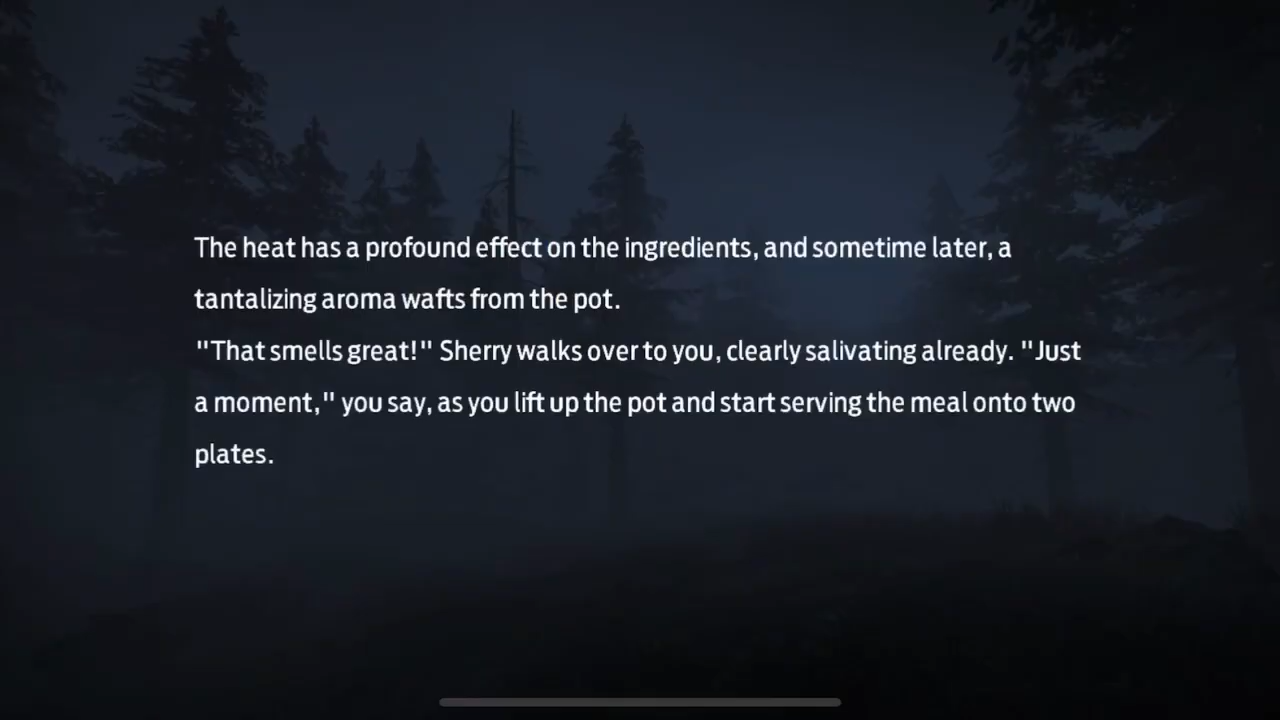 The heat has a profound effect on the ingredients, and sometime later, a
tantalizing aroma wafts from the pot.
"That smells great!" Sherry walks over to you, clearly salivating already. "Just
a moment," you say, as you lift up the pot and start serving the meal onto two
plates.